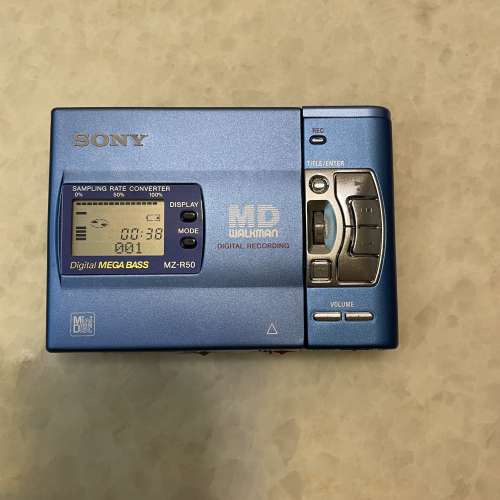 SONY
SAMPLING RATE CONVERTER
0% 50% 100%
DISPLAY
MODE
00:38
001
Digital MEGA BASS
MZ-R50
MD
WALKMAN
DIGITAL RECORDING
REC
TITLE/ENTER
VOLUME
Mini
Disc